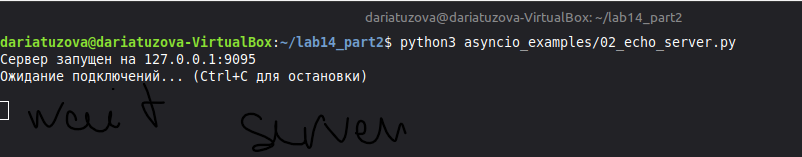 dariatuzova@dariatuzova-VirtualBox: ~/lab14_part2
dariatuzova@dariatuzova-VirtualBox:~/lab14_part2$ python3 asyncio_examples/02_echo_server.py
Сервер запущен на 127.0.0.1:9095
Ожидание подключений... (Ctrl+C для остановки)
wait
server